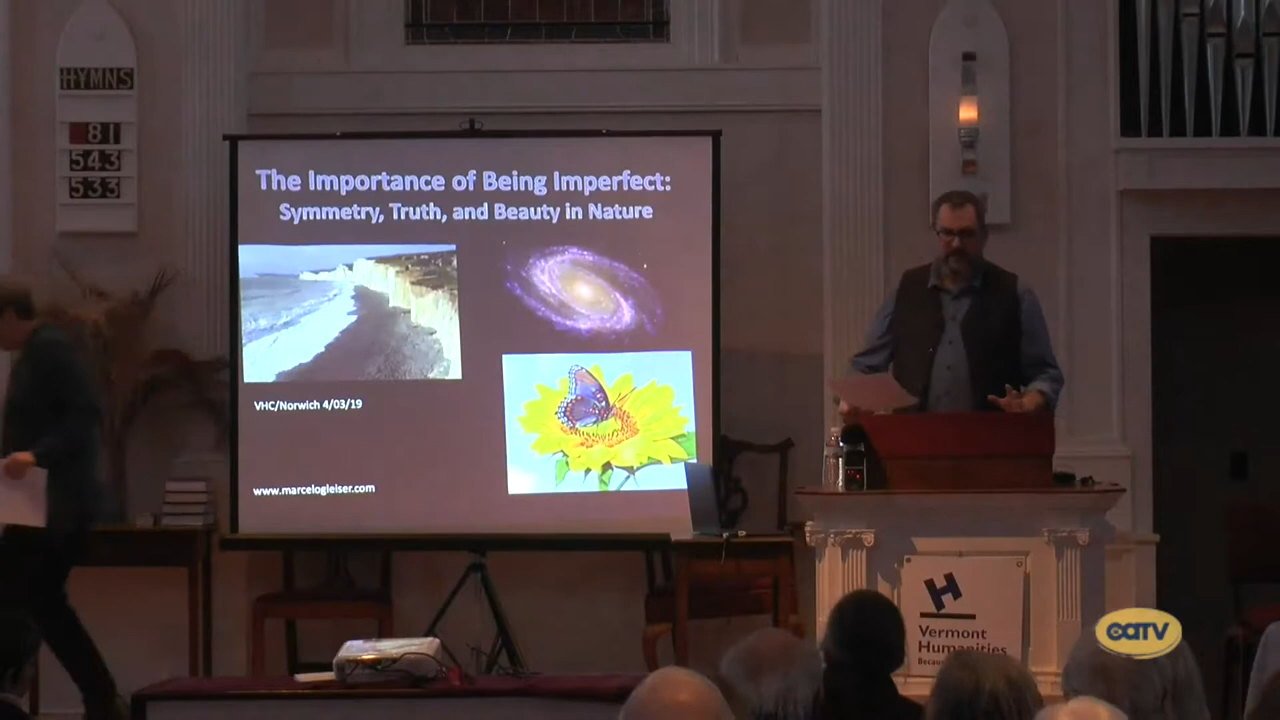 HYMNS
81
543
533
The Importance of Being Imperfect:
Symmetry, Truth, and Beauty in Nature
VHC/Norwich 4/03/19
www.marcelogleiser.com
H
Vermont
Humanities
CATV